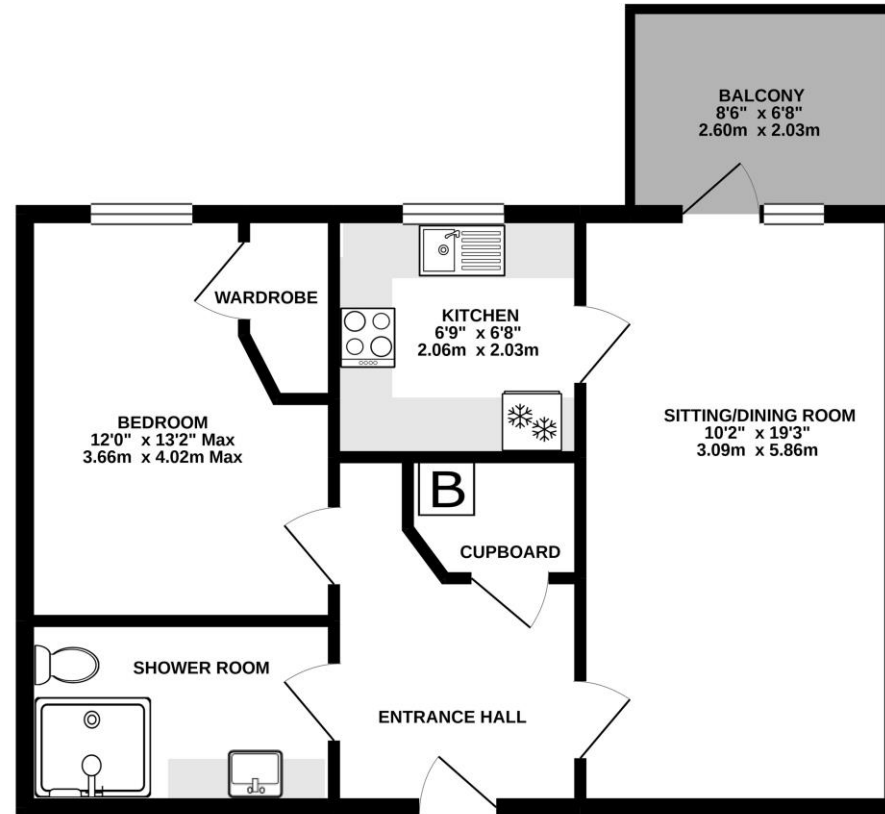 BALCONY
8'6" x 6'8"
2.60m x 2.03m
WARDROBE
KITCHEN
6'9" x 6'8"
2.06m x 2.03m
BEDROOM
12'0" x 13'2" Max
3.66m x 4.02m Max
SITTING/DINING ROOM
10'2" x 19'3"
3.09m x 5.86m
B
CUPBOARD
SHOWER ROOM
ENTRANCE HALL